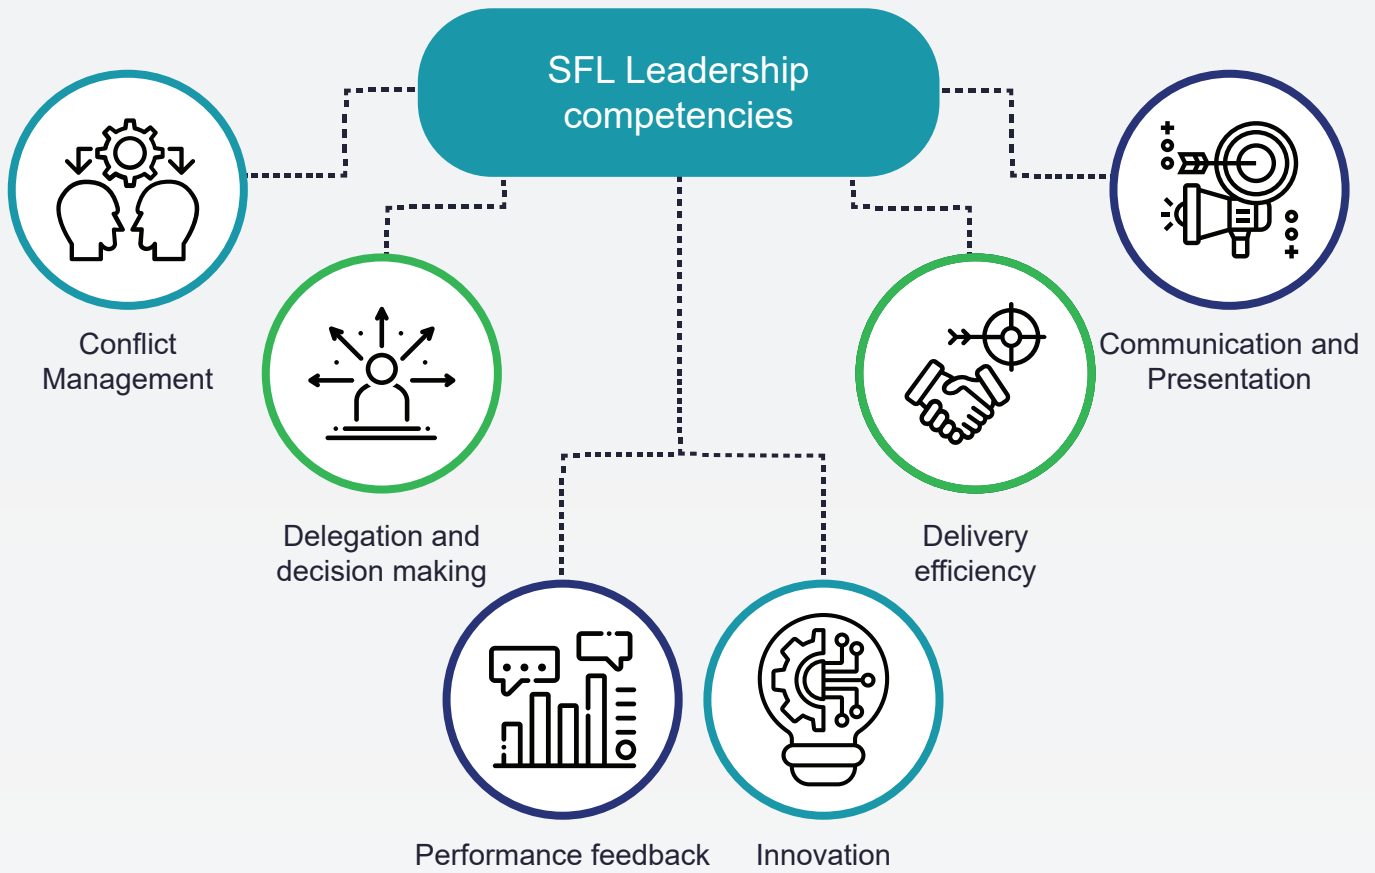 SFL Leadership
competencies
Conflict
Management
Communication and
Presentation
Delegation and
decision making
Delivery
efficiency
Performance feedback
Innovation